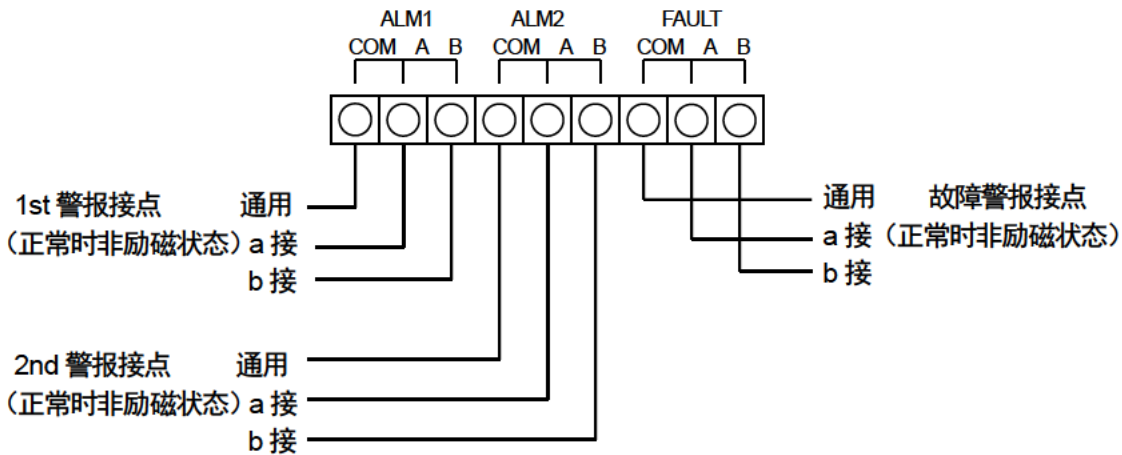 ALM1 ALM2 FAULT
COM A B COM A B COM A B
1st 警报接点 通用
（正常时非励磁状态）a 接
b 接
通用 故障警报接点
a 接（正常时非励磁状态）
b 接
2nd 警报接点 通用
（正常时非励磁状态）a 接
b 接